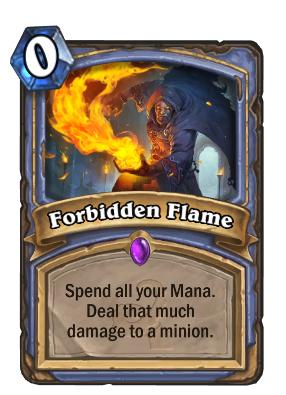 0
Forbidden Flame
Spend all your Mana.
Deal that much
damage to a minion.